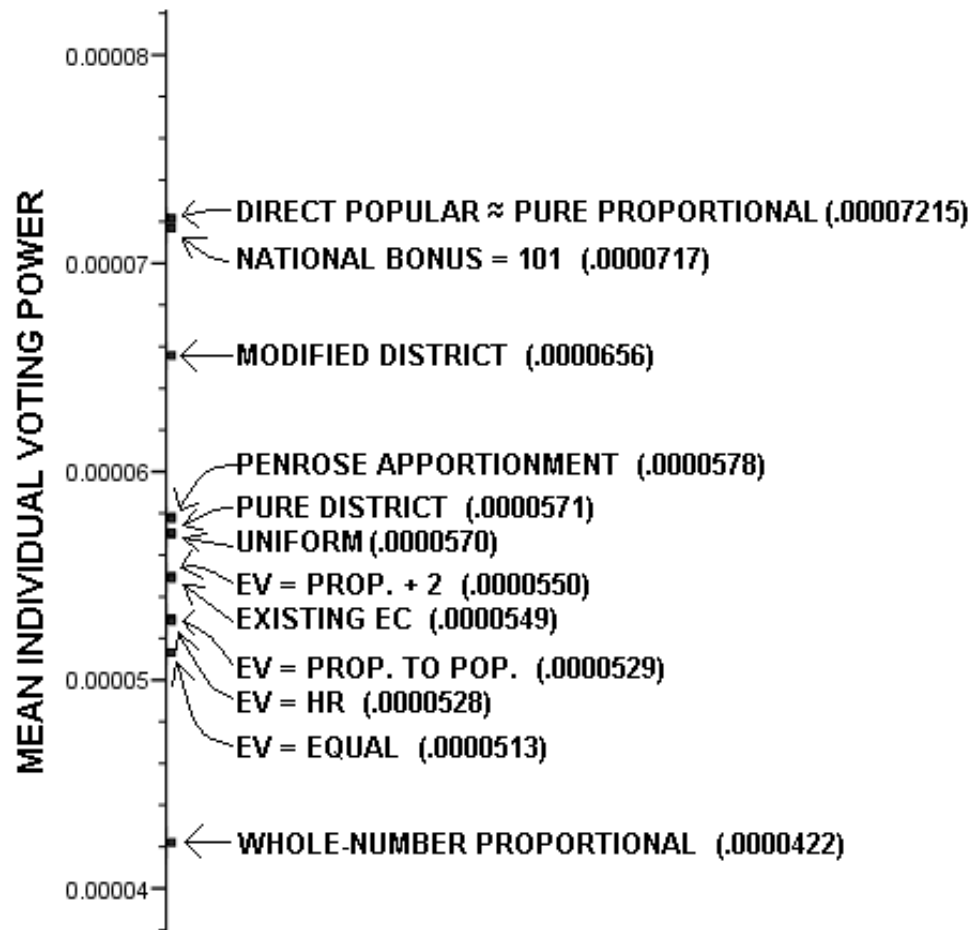 MEAN INDIVIDUAL VOTING POWER
0.00008
DIRECT POPULAR ≈ PURE PROPORTIONAL (.00007215)
0.00007
NATIONAL BONUS = 101 (.0000717)
MODIFIED DISTRICT (.0000656)
0.00006
PENROSE APPORTIONMENT (.0000578)
PURE DISTRICT (.0000571)
UNIFORM (.0000570)
EV = PROP. + 2 (.0000550)
EXISTING EC (.0000549)
EV = PROP. TO POP. (.0000529)
0.00005
EV = HR (.0000528)
EV = EQUAL (.0000513)
WHOLE-NUMBER PROPORTIONAL (.0000422)
0.00004